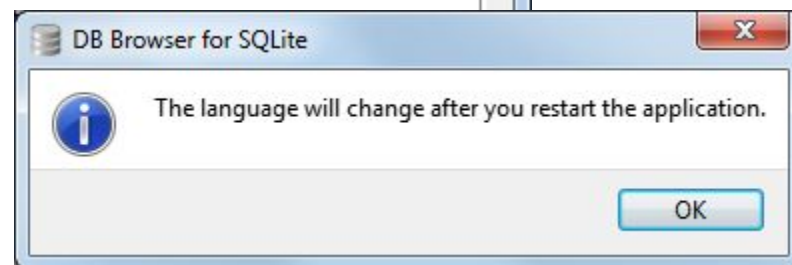 DB Browser for SQLite
The language will change after you restart the application.
OK